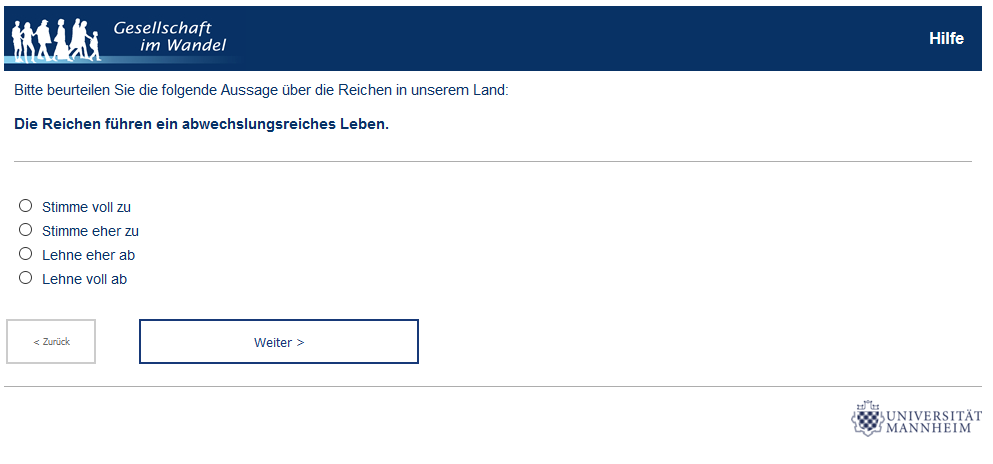 Gesellschaft
im Wandel
Hilfe
Bitte beurteilen Sie die folgende Aussage über die Reichen in unserem Land:
Die Reichen führen ein abwechslungsreiches Leben.
Stimme voll zu
Stimme eher zu
Lehne eher ab
Lehne voll ab
< Zurück
Weiter >
UNIVERSITÄT
MANNHEIM